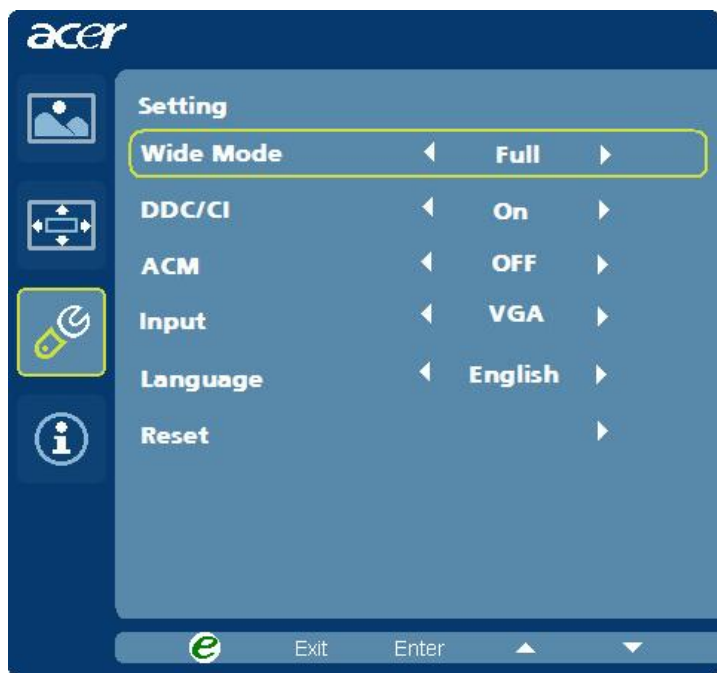 acer
Setting
Wide Mode Full
DDC/CI On
ACM OFF
Input VGA
Language English
Reset
e Exit Enter